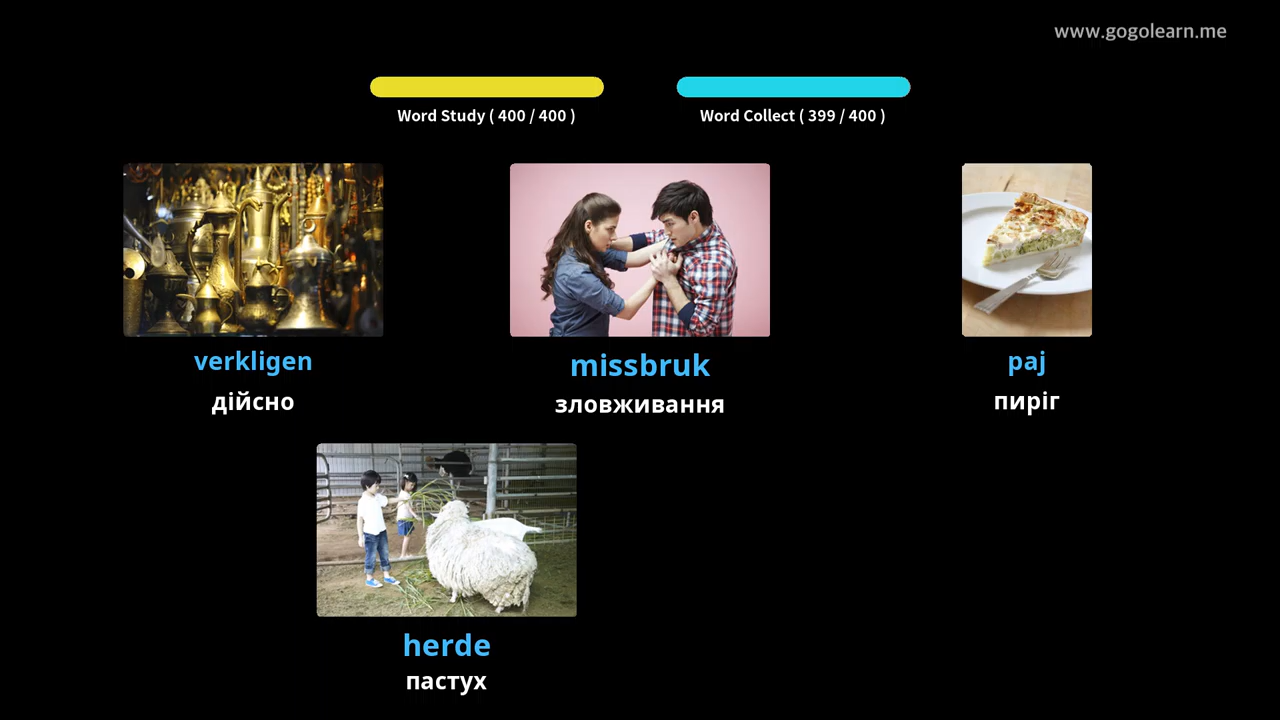 www.gogolearn.me
Word Study ( 400 / 400 )
Word Collect ( 399 / 400 )
verkligen
дійсно
missbruk
зловживання
paj
пиріг
herde
пастух